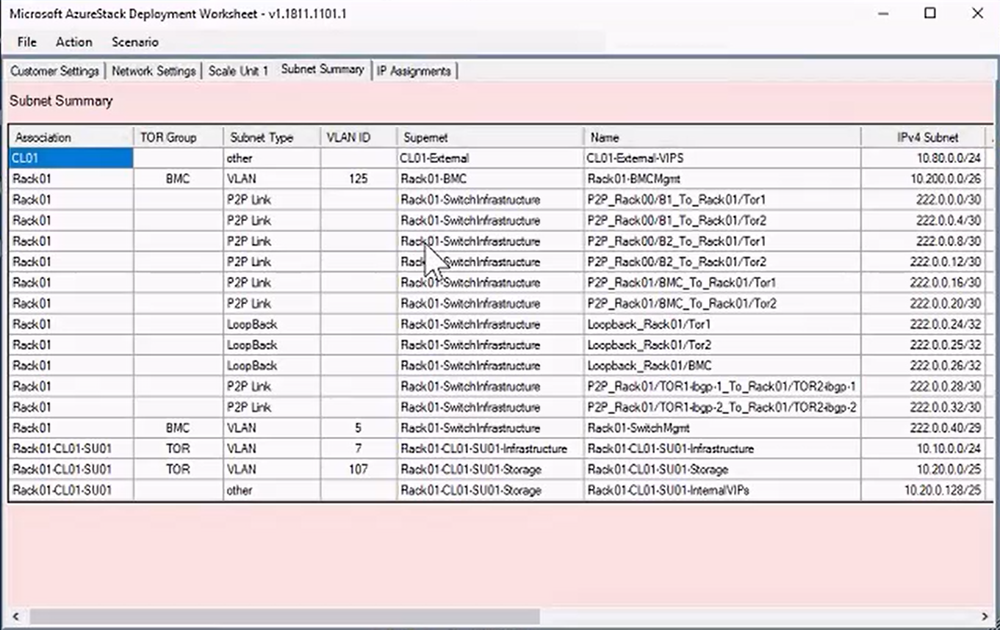 Microsoft AzureStack Deployment Worksheet - v1.1811.1101.1
File Action Scenario
Customer Settings Network Settings Scale Unit 1 Subnet Summary IP Assignments
Subnet Summary
Association TOR Group Subnet Type VLAN ID Supernet Name IPv4 Subnet
CL01 other CL01-External CL01-External-VIPS 10.80.0.0/24
Rack01 BMC VLAN 125 Rack01-BMC Rack01-BMCMgmt 10.200.0.0/26
Rack01 P2P Link Rack01-SwitchInfrastructure P2P_Rack00/B1_To_Rack01/Tor1 222.0.0.0/30
Rack01 P2P Link Rack01-SwitchInfrastructure P2P_Rack00/B1_To_Rack01/Tor2 222.0.0.4/30
Rack01 P2P Link Rack01-SwitchInfrastructure P2P_Rack00/B2_To_Rack01/Tor1 222.0.0.8/30
Rack01 P2P Link Rack01-SwitchInfrastructure P2P_Rack00/B2_To_Rack01/Tor2 222.0.0.12/30
Rack01 P2P Link Rack01-SwitchInfrastructure P2P_Rack01/BMC_To_Rack01/Tor1 222.0.0.16/30
Rack01 P2P Link Rack01-SwitchInfrastructure P2P_Rack01/BMC_To_Rack01/Tor2 222.0.0.20/30
Rack01 LoopBack Rack01-SwitchInfrastructure Loopback_Rack01/Tor1 222.0.0.24/32
Rack01 LoopBack Rack01-SwitchInfrastructure Loopback_Rack01/Tor2 222.0.0.25/32
Rack01 LoopBack Rack01-SwitchInfrastructure Loopback_Rack01/BMC 222.0.0.26/32
Rack01 P2P Link Rack01-SwitchInfrastructure P2P_Rack01/TOR1-ibgp-1_To_Rack01/TOR2-ibgp-1 222.0.0.28/30
Rack01 P2P Link Rack01-SwitchInfrastructure P2P_Rack01/TOR1-ibgp-2_To_Rack01/TOR2-ibgp-2 222.0.0.32/30
Rack01 BMC VLAN 5 Rack01-SwitchInfrastructure Rack01-SwitchMgmt 222.0.0.40/29
Rack01-CL01-SU01 TOR VLAN 7 Rack01-CL01-SU01-Infrastructure Rack01-CL01-SU01-Infrastructure 10.10.0.0/24
Rack01-CL01-SU01 TOR VLAN 107 Rack01-CL01-SU01-Storage Rack01-CL01-SU01-Storage 10.20.0.0/25
Rack01-CL01-SU01 other Rack01-CL01-SU01-Storage Rack01-CL01-SU01-InternalVIPs 10.20.0.128/25